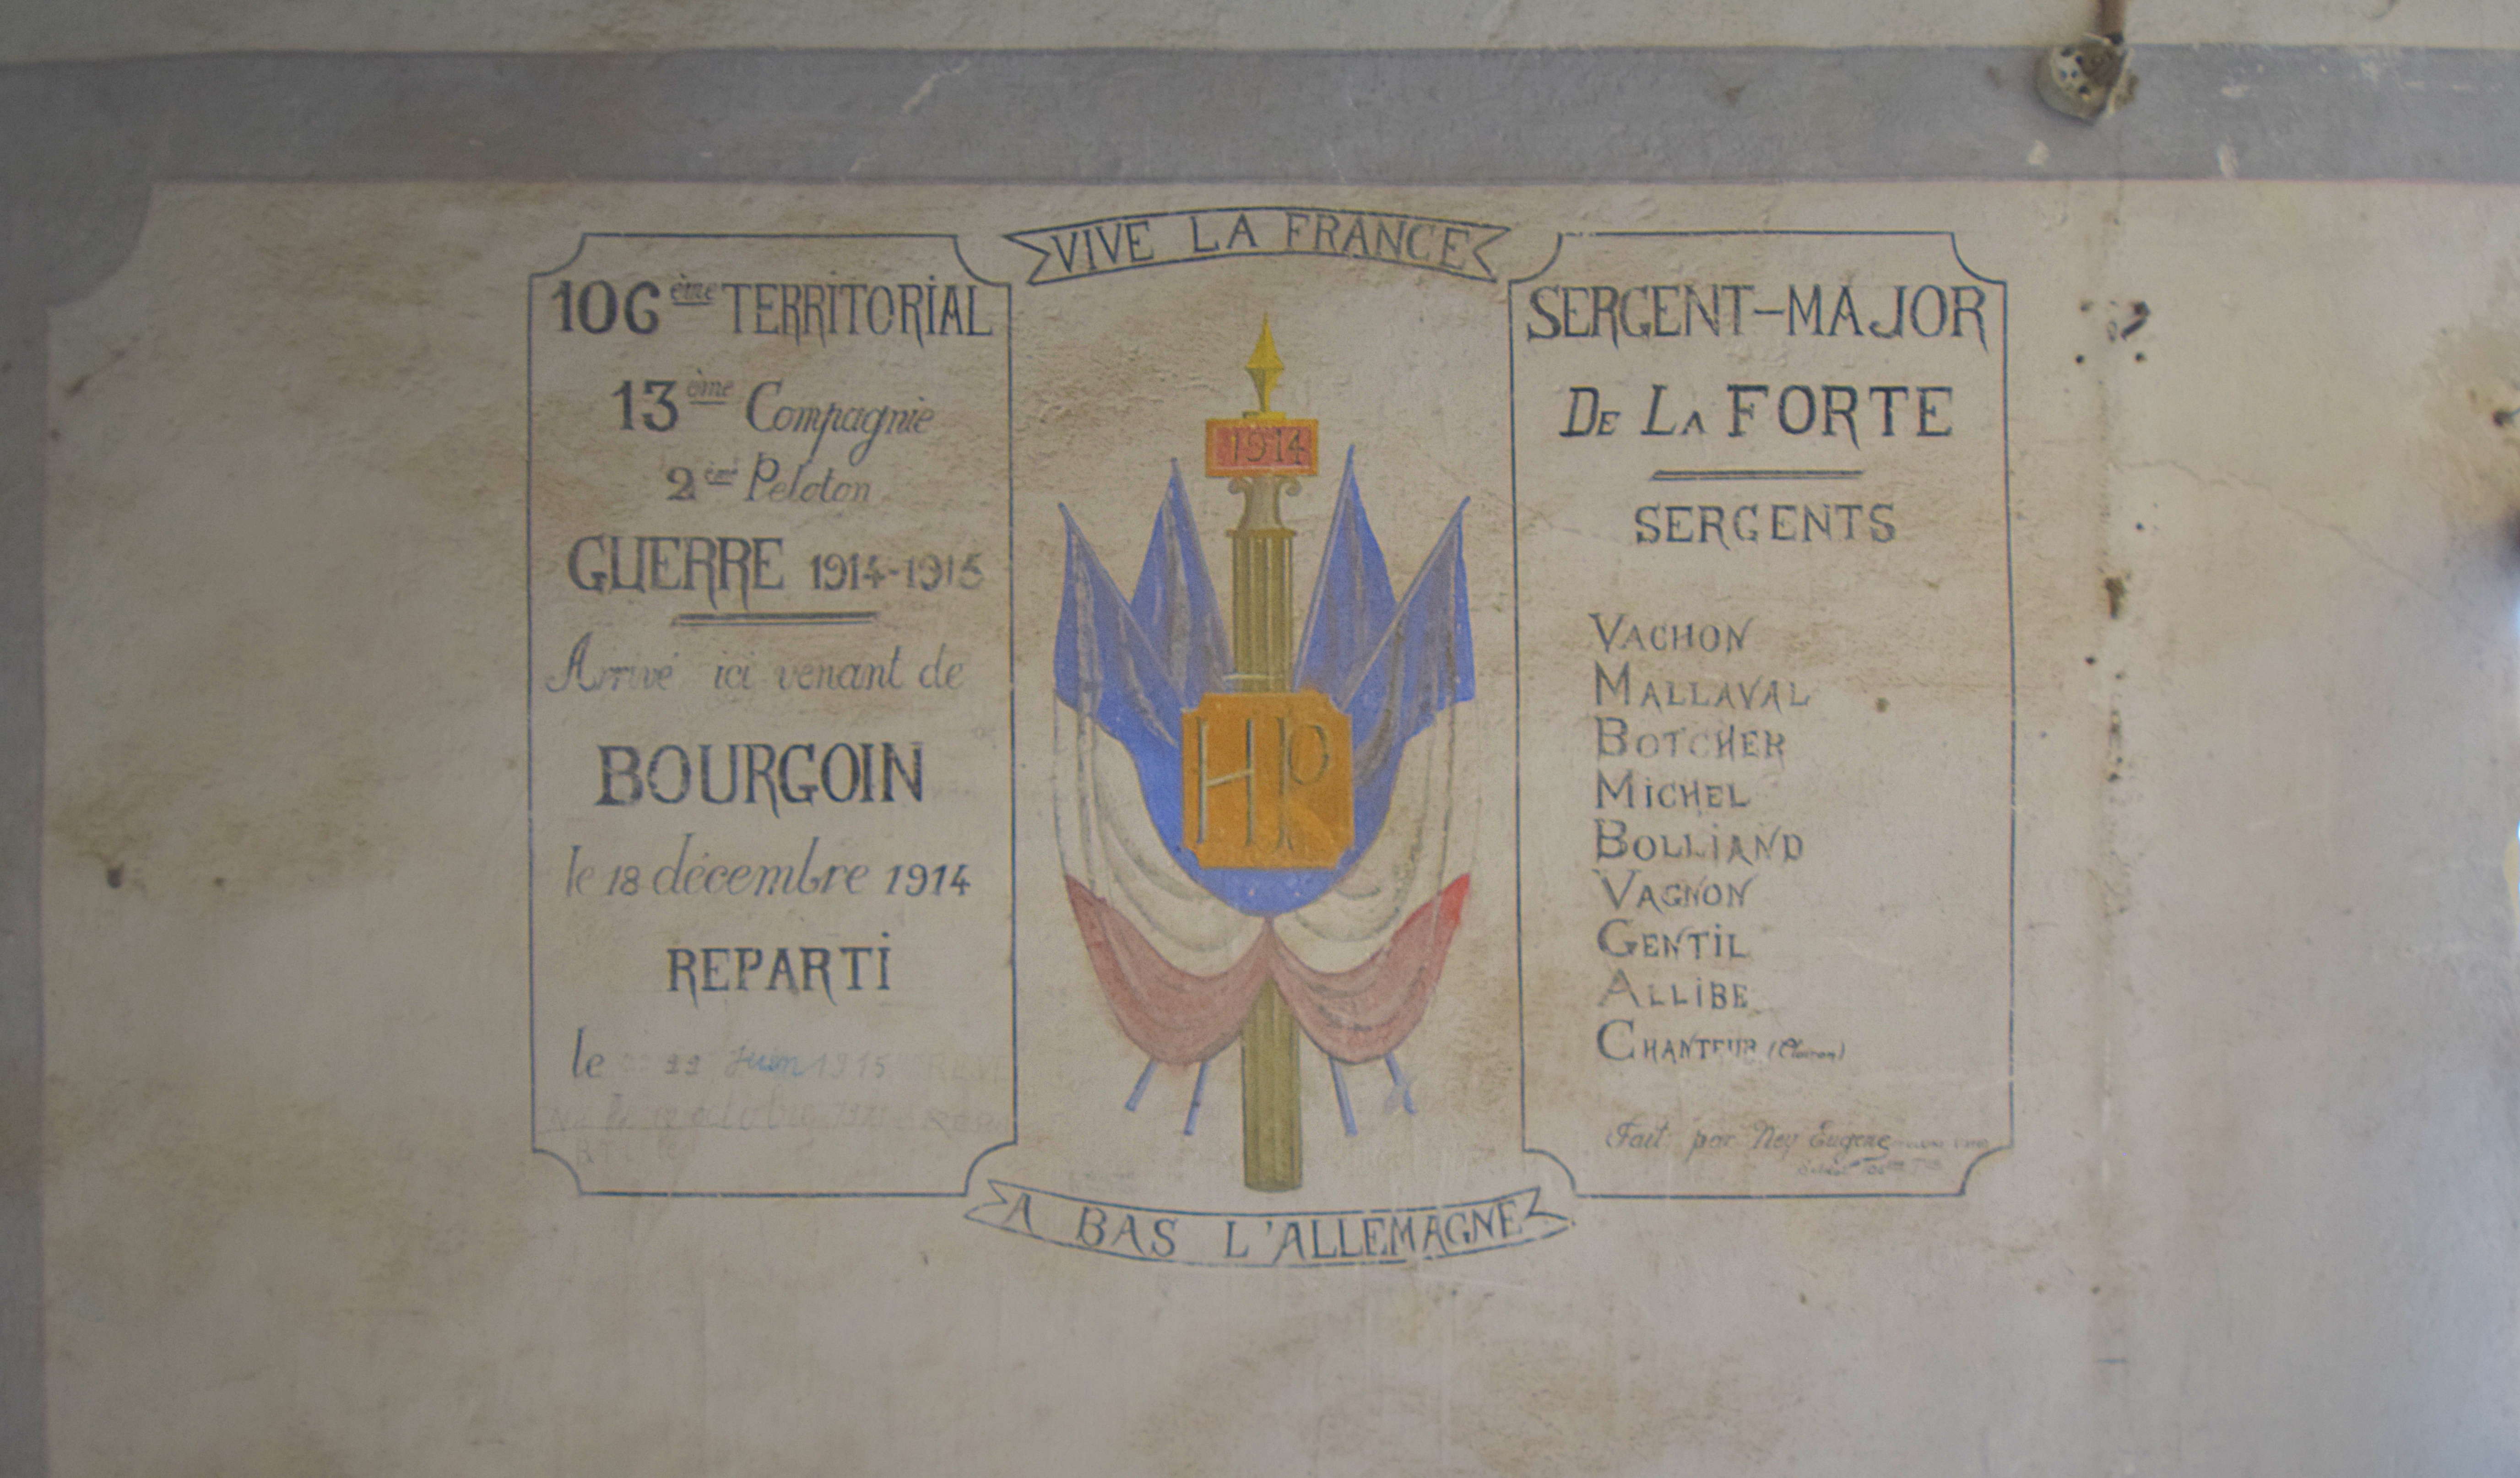 VIVE LA FRANCE
106ème TERRITORIAL
13ème Compagnie
2ème Peloton
GUERRE 1914-1915
Arrivé ici venant de
BOURGOIN
le 18 décembre 1914
REPARTI
le 22 Juin 1915
1914
HP
SERGENT-MAJOR
DE LA FORTE
SERGENTS
VACHON
MALLAVAL
BOTCHER
MICHEL
BOLLIAND
VAGNON
GENTIL
ALLIBE
CHANTEUR (Clairon)
Fait par Ney Eugène
A BAS L'ALLEMAGNE